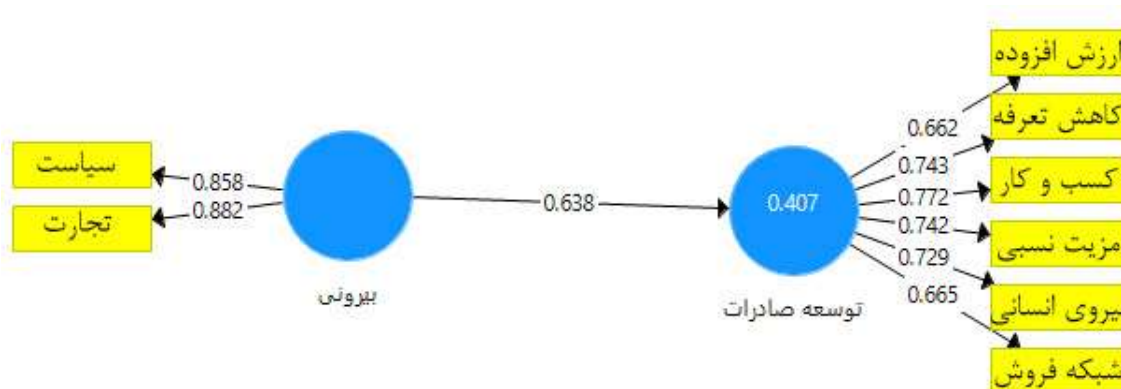 ارزش افزوده
کاهش تعرفه
کسب و کار
مزیت نسبی
یروی انسانی
شبکه فروش
0.662
0.743
0.772
0.742
0.729
0.665
0.407
توسعه صادرات
0.638
بیرونی
0.858
0.882
سیاست
تجارت